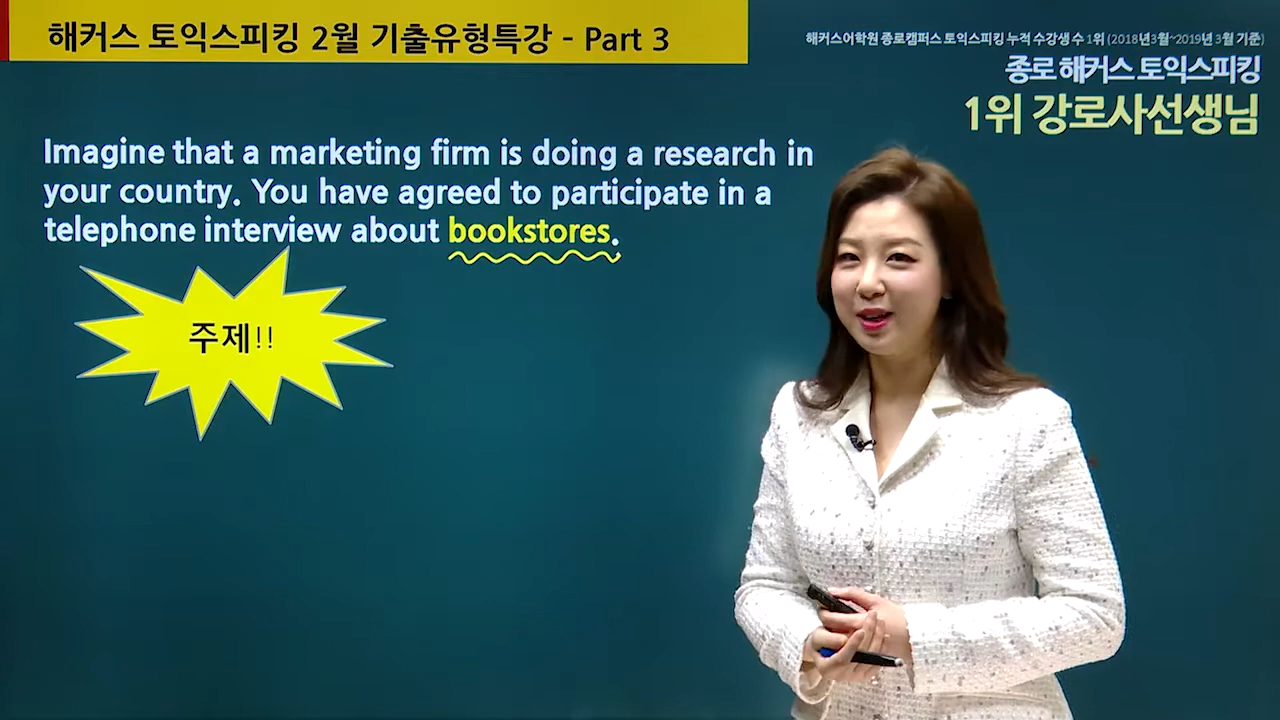 해커스 토익스피킹 2월 기출유형특강 - Part 3
해커스어학원 종로캠퍼스 토익스피킹 누적 수강생 수 1위 (2018년 3월~2019년 3월 기준)
종로 해커스 토익스피킹
1위 강로사선생님
Imagine that a marketing firm is doing a research in
your country. You have agreed to participate in a
telephone interview about bookstores.
주제!!